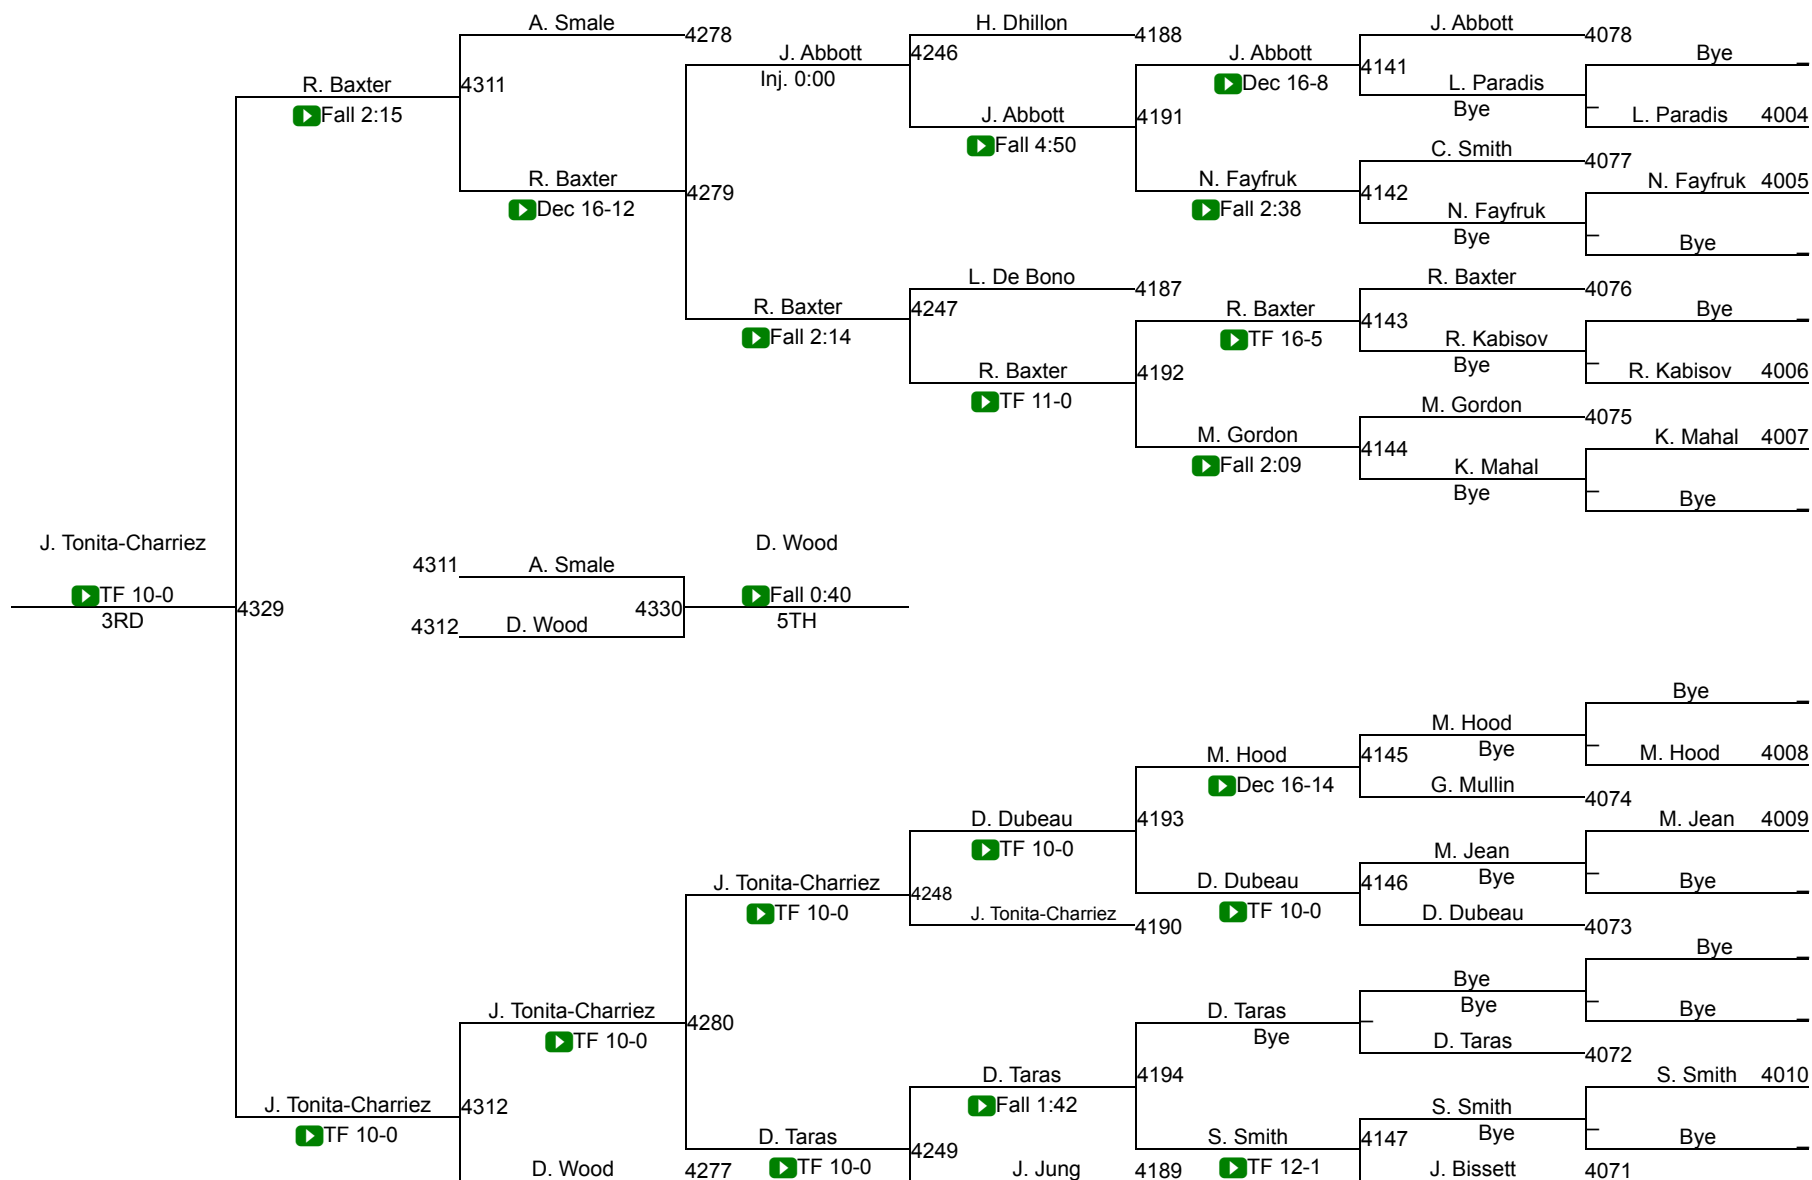 A. Smale
4278
H. Dhillon
4188
J. Abbott
4078
J. Abbott
Inj. 0:00
4246
J. Abbott
Dec 16-8
4141
Bye
R. Baxter
Fall 2:15
4311
L. Paradis
Bye
J. Abbott
Fall 4:50
4191
L. Paradis 4004
C. Smith
4077
R. Baxter
Dec 16-12
4279
N. Fayfruk
Fall 2:38
4142
N. Fayfruk 4005
N. Fayfruk
Bye
Bye
L. De Bono
4187
R. Baxter
4076
R. Baxter
Fall 2:14
4247
R. Baxter
TF 16-5
4143
Bye
R. Kabisov
Bye
R. Baxter
TF 11-0
4192
R. Kabisov 4006
M. Gordon
4075
M. Gordon
Fall 2:09
4144
K. Mahal 4007
K. Mahal
Bye
Bye
J. Tonita-Charriez
TF 10-0
3RD
4329
4311 A. Smale
4312 D. Wood
4330
D. Wood
Fall 0:40
5TH
Bye
M. Hood
Bye
M. Hood
Dec 16-14
4145
M. Hood 4008
G. Mullin
4074
D. Dubeau
TF 10-0
4193
M. Jean 4009
M. Jean
Bye
J. Tonita-Charriez
TF 10-0
4248
D. Dubeau
TF 10-0
4146
Bye
J. Tonita-Charriez
4190
D. Dubeau
4073
Bye
Bye
Bye
J. Tonita-Charriez
TF 10-0
4280
D. Taras
Bye
Bye
D. Taras
4072
D. Taras
Fall 1:42
4194
S. Smith 4010
J. Tonita-Charriez
TF 10-0
4312
S. Smith
Bye
D. Taras
TF 10-0
4249
S. Smith
TF 12-1
4147
Bye
D. Wood 4277
J. Jung 4189
J. Bissett 4071